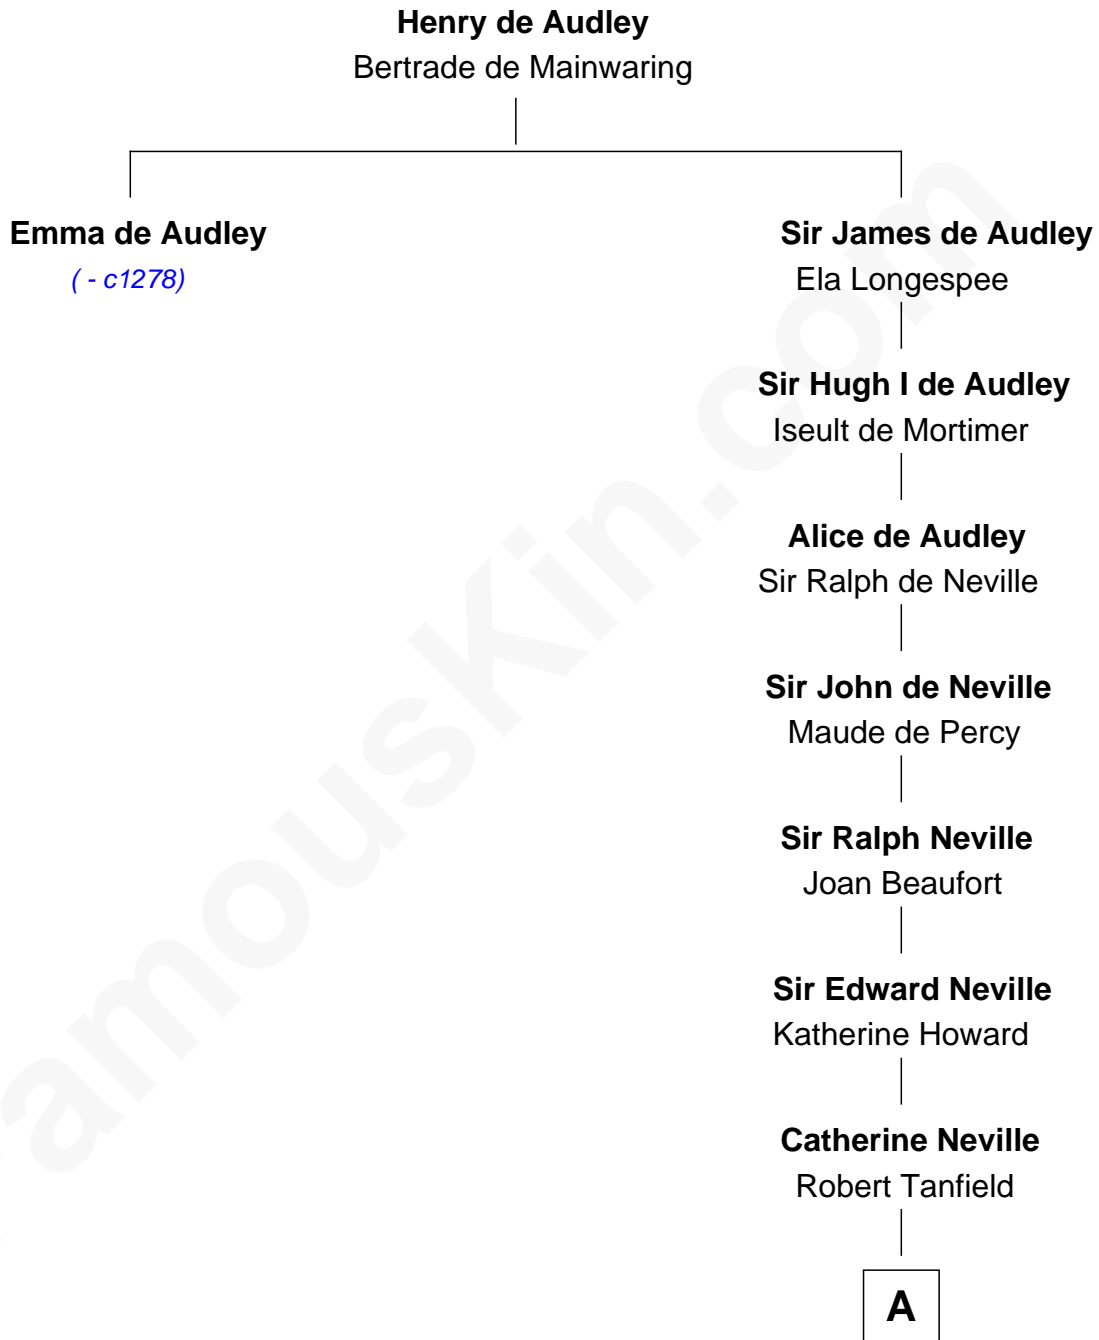 Henry de Audley
Bertrade de Mainwaring
Emma de Audley
( - c1278)
Sir James de Audley
Ela Longespee
Sir Hugh I de Audley
Iseult de Mortimer
Alice de Audley
Sir Ralph de Neville
Sir John de Neville
Maude de Percy
Sir Ralph Neville
Joan Beaufort
Sir Edward Neville
Katherine Howard
Catherine Neville
Robert Tanfield
A
amouskin.com